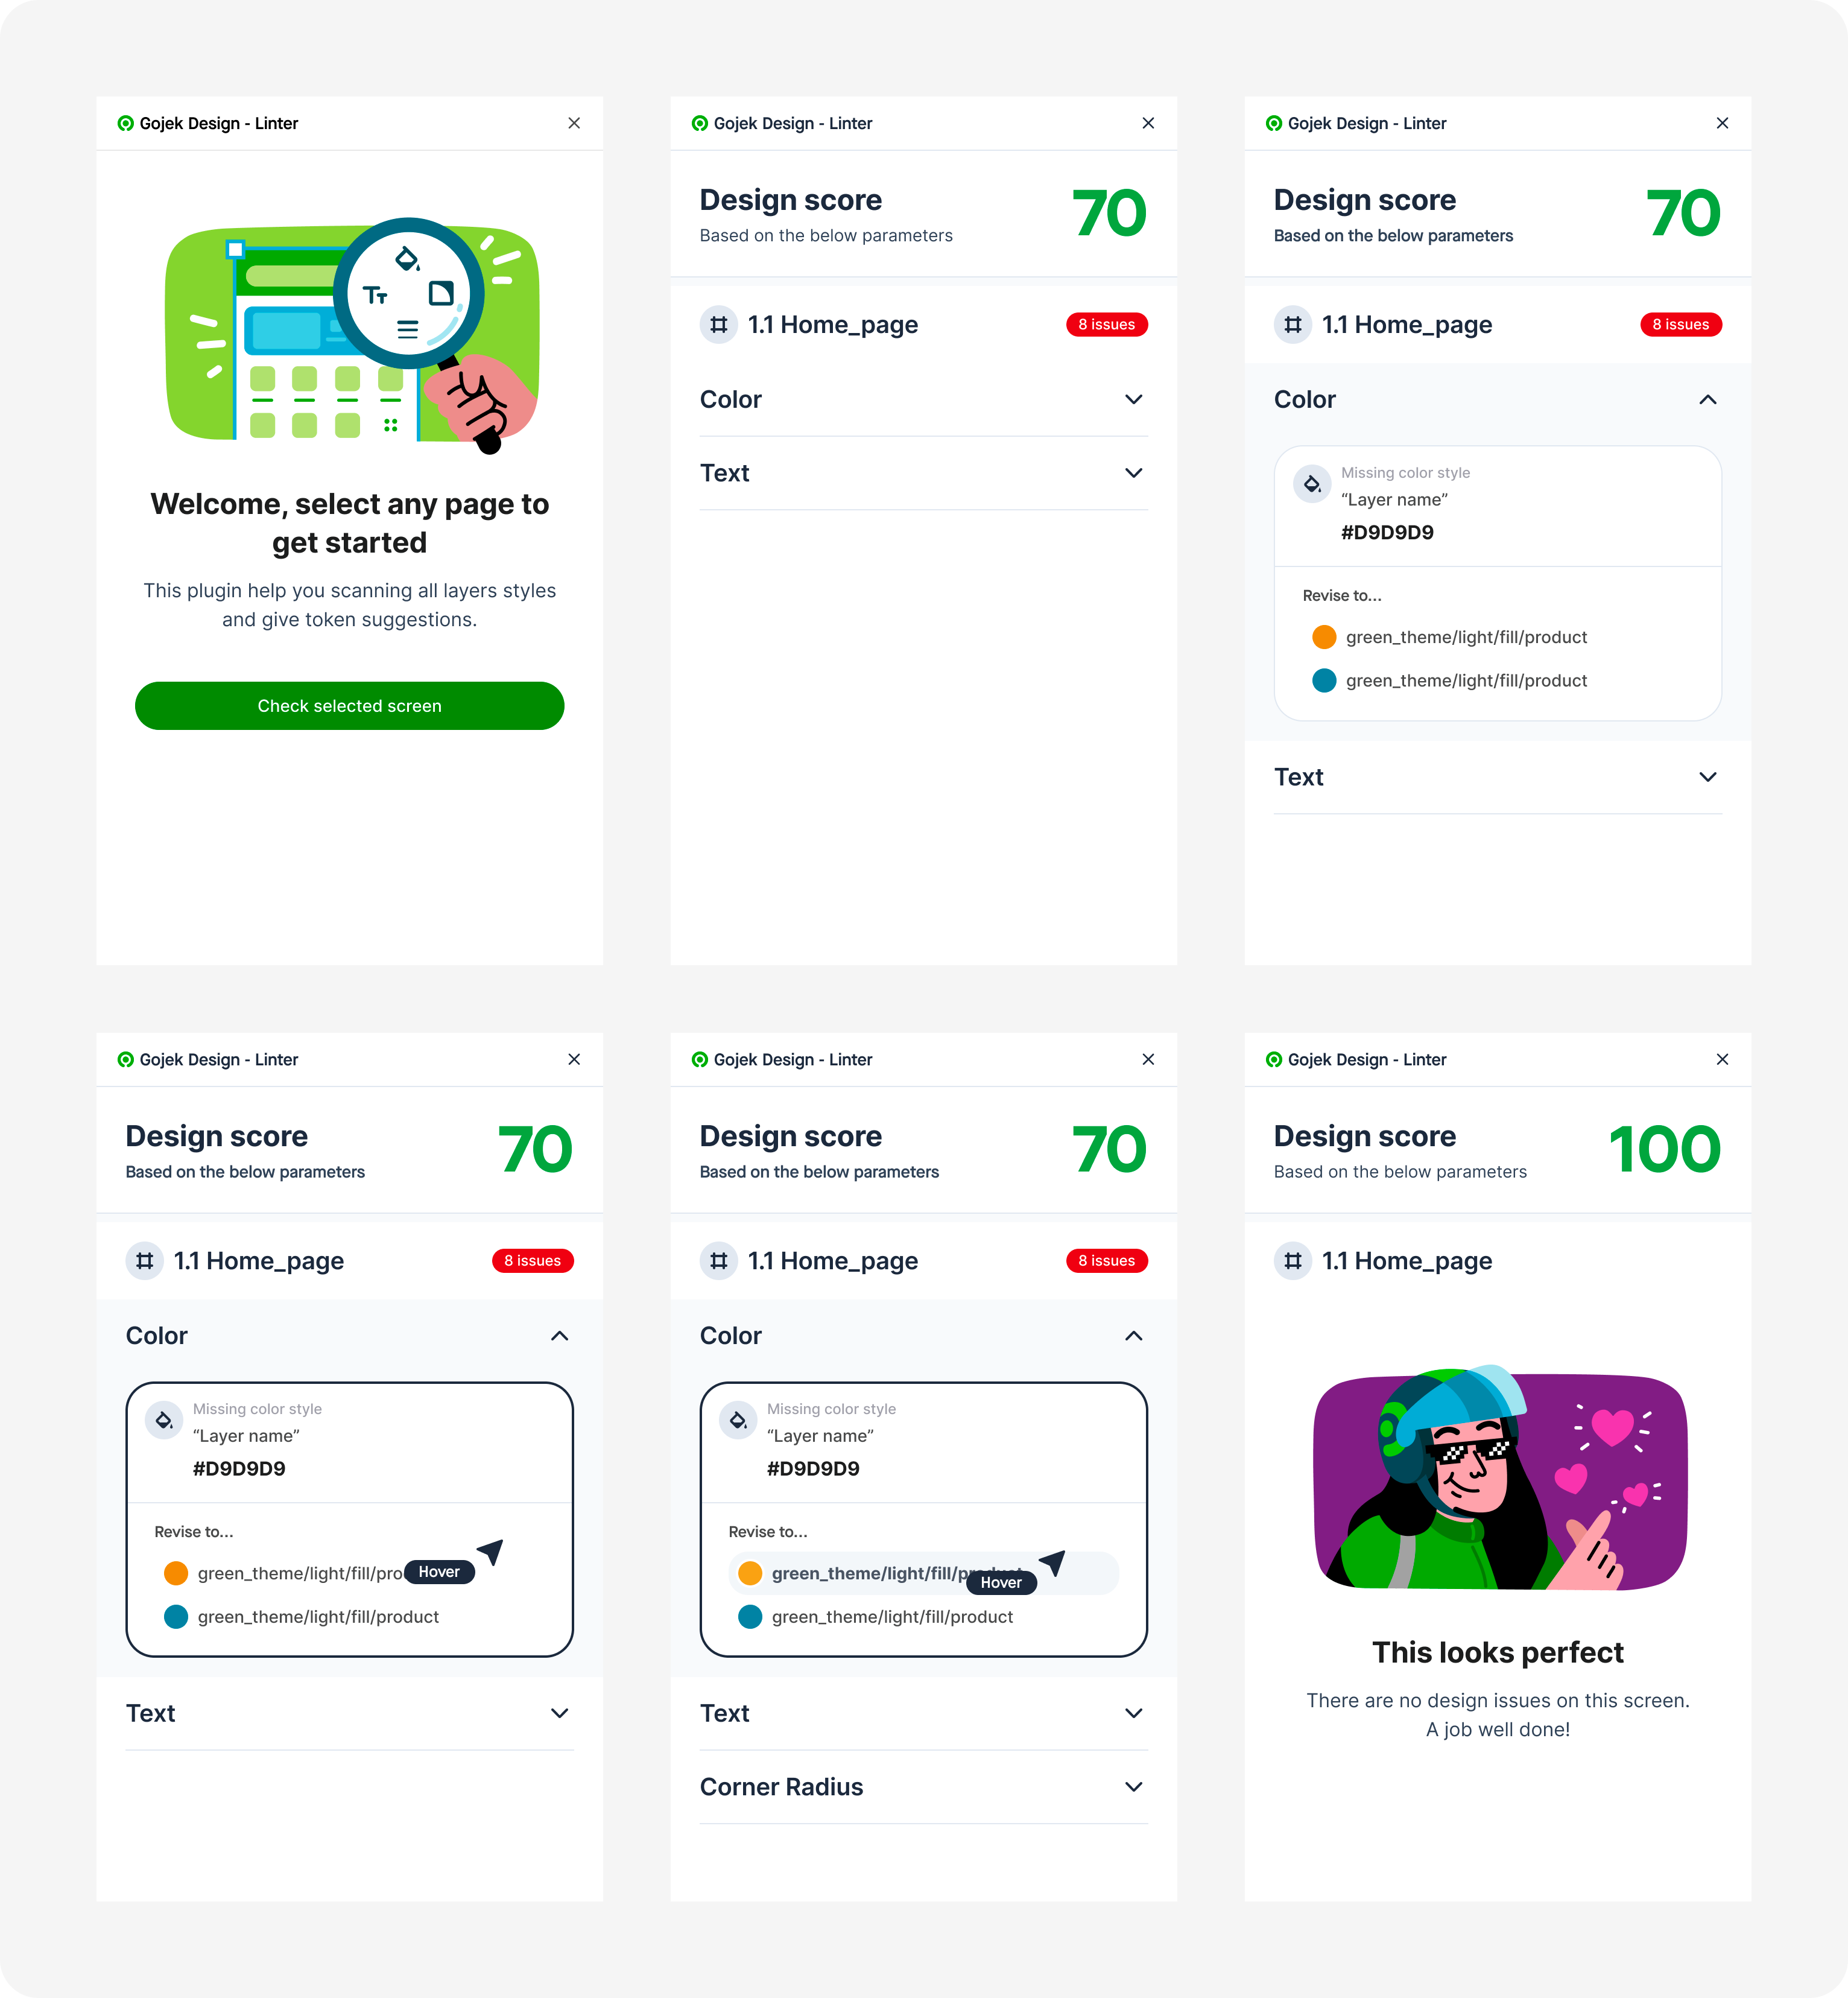 Gojek Design - Linter
Welcome, select any page to
get started
This plugin help you scanning all layers styles
and give token suggestions.
Check selected screen
Gojek Design - Linter
Design score
70
Based on the below parameters
1.1 Home_page
8 issues
Color
Text
Gojek Design - Linter
Design score
70
Based on the below parameters
1.1 Home_page
8 issues
Color
Missing color style
“Layer name”
#D9D9D9
Revise to...
green_theme/light/fill/product
green_theme/light/fill/product
Text
Gojek Design - Linter
Design score
70
Based on the below parameters
1.1 Home_page
8 issues
Color
Missing color style
“Layer name”
#D9D9D9
Revise to...
green_theme/light/fill/pro
Hover
green_theme/light/fill/product
Text
Gojek Design - Linter
Design score
70
Based on the below parameters
1.1 Home_page
8 issues
Color
Missing color style
“Layer name”
#D9D9D9
Revise to...
green_theme/light/fill/product
Hover
green_theme/light/fill/product
Text
Corner Radius
Gojek Design - Linter
Design score
100
Based on the below parameters
1.1 Home_page
This looks perfect
There are no design issues on this screen.
A job well done!